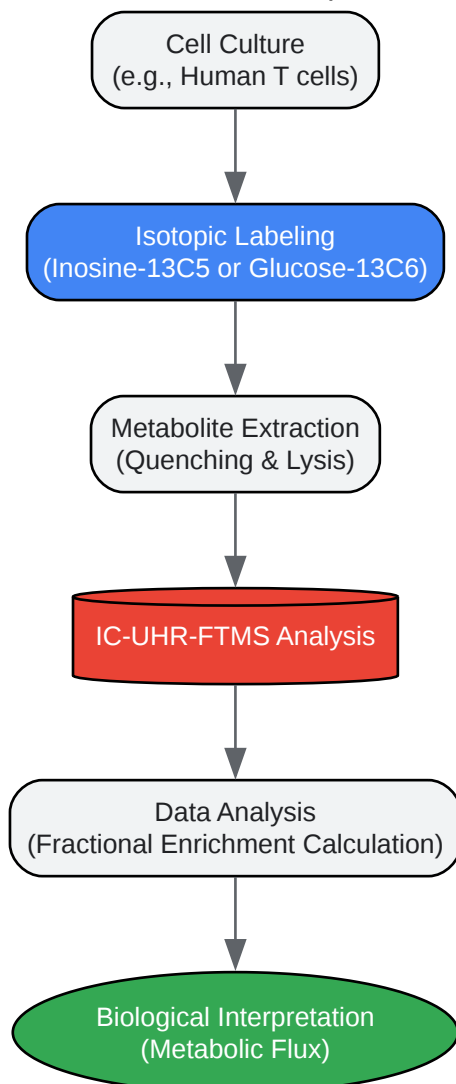 Cell Culture
(e.g., Human T cells)
Isotopic Labeling
(Inosine-13C5 or Glucose-13C6)
Metabolite Extraction
(Quenching & Lysis)
IC-UHR-FTMS Analysis
Data Analysis
(Fractional Enrichment Calculation)
Biological Interpretation
(Metabolic Flux)